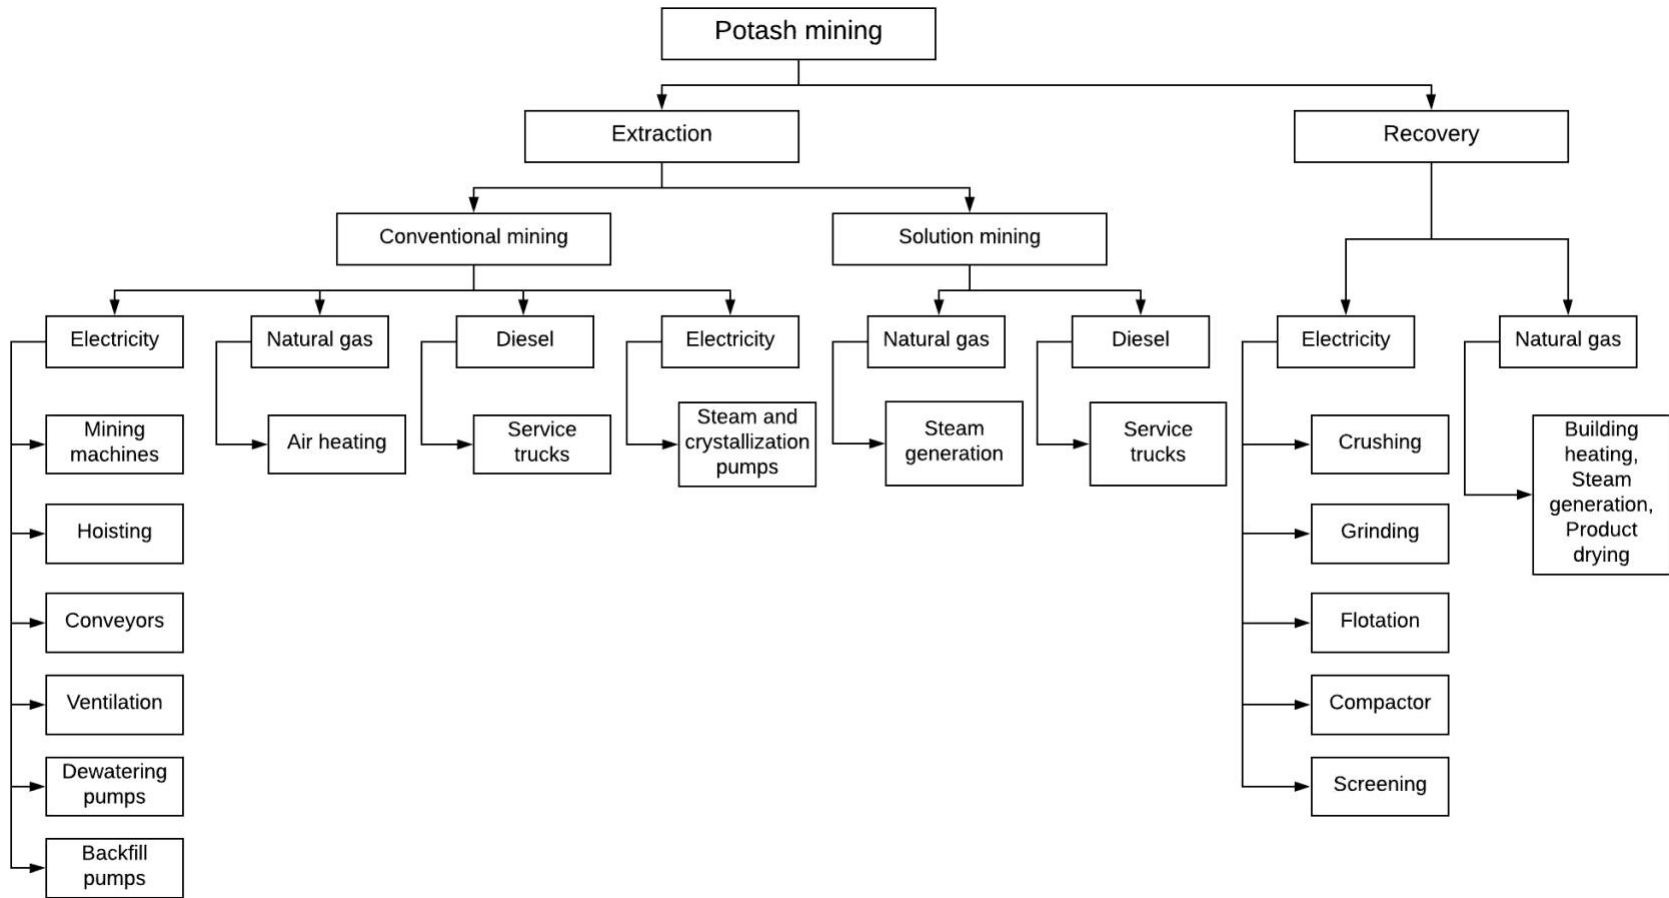 Potash mining
Extraction
Recovery
Conventional mining
Solution mining
Electricity
Natural gas
Diesel
Electricity
Natural gas
Diesel
Electricity
Natural gas
Mining
machines
Hoisting
Conveyors
Ventilation
Dewatering
pumps
Backfill
pumps
Air heating
Service
trucks
Steam and
crystallization
pumps
Steam
generation
Service
trucks
Crushing
Grinding
Flotation
Compactor
Screening
Building
heating,
Steam
generation,
Product
drying